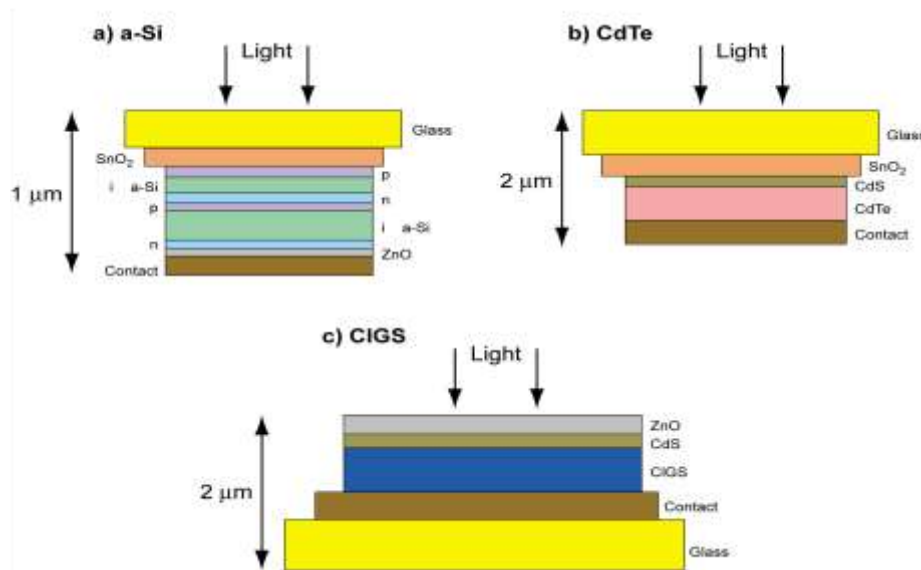 a) a-Si
Light
Glass
SnO2
p
i a-Si
n
p
i a-Si
n
ZnO
Contact
1 μm
b) CdTe
Light
Glass
SnO2
CdS
CdTe
Contact
2 μm
c) CIGS
Light
ZnO
CdS
CIGS
Contact
Glass
2 μm